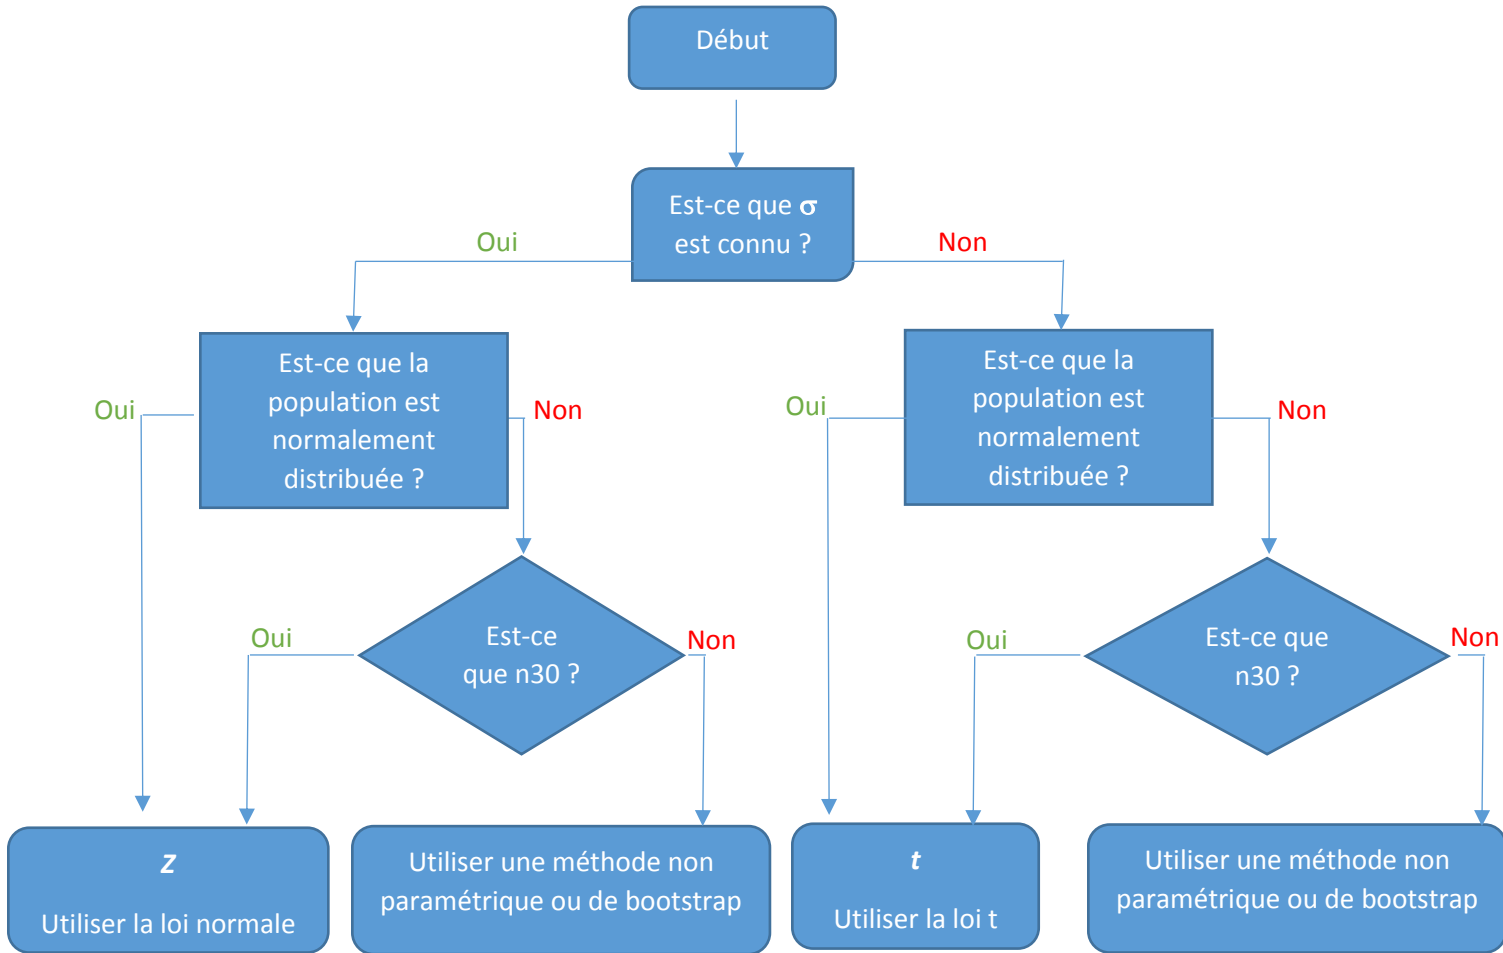 Début
Est-ce que σ
est connu ?
Oui
Non
Est-ce que la
population est
normalement
distribuée ?
Oui
Non
Est-ce que la
population est
normalement
distribuée ?
Oui
Non
Est-ce
que n30 ?
Oui
Non
Est-ce que
n30 ?
Oui
Non
Z
Utiliser la loi normale
Utiliser une méthode non
paramétrique ou de bootstrap
t
Utiliser la loi t
Utiliser une méthode non
paramétrique ou de bootstrap